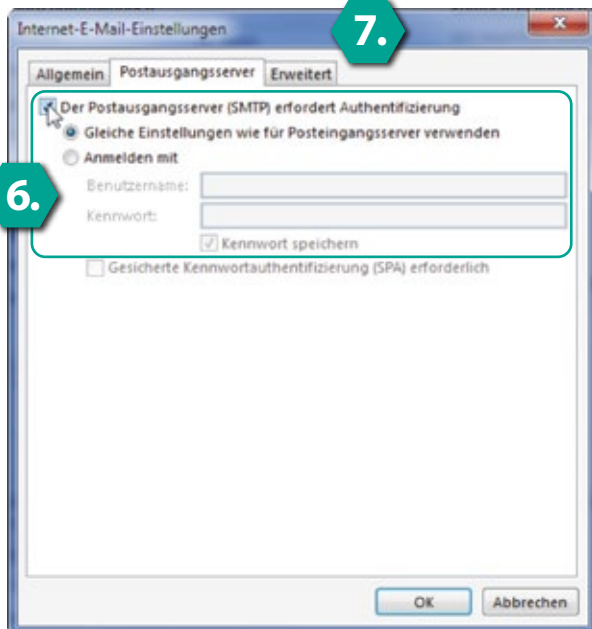 7.
Internet-E-Mail-Einstellungen
Allgemein Postausgangsserver Erweitert
Der Postausgangsserver (SMTP) erfordert Authentifizierung
Gleiche Einstellungen wie für Posteingangsserver verwenden
Anmelden mit
6.
Benutzername:
Kennwort:
Kennwort speichern
Gesicherte Kennwortauthentifizierung (SPA) erforderlich
OK Abbrechen